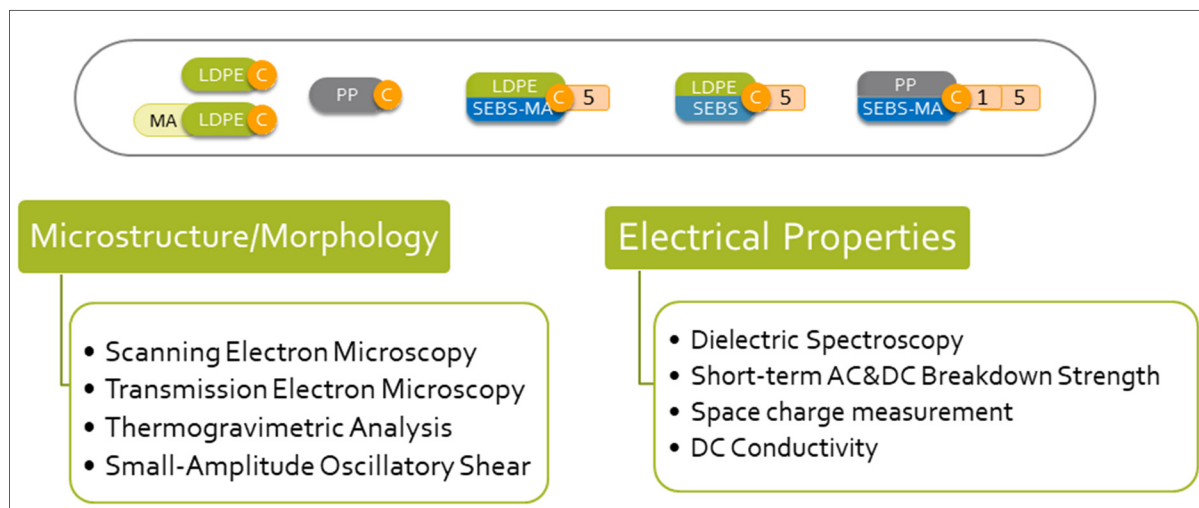 LDPE C
MA LDPE C
PP C
LDPE
SEBS-MA C 5
LDPE
SEBS C 5
PP
SEBS-MA C 1 5
Microstructure/Morphology
• Scanning Electron Microscopy
• Transmission Electron Microscopy
• Thermogravimetric Analysis
• Small-Amplitude Oscillatory Shear
Electrical Properties
• Dielectric Spectroscopy
• Short-term AC&DC Breakdown Strength
• Space charge measurement
• DC Conductivity